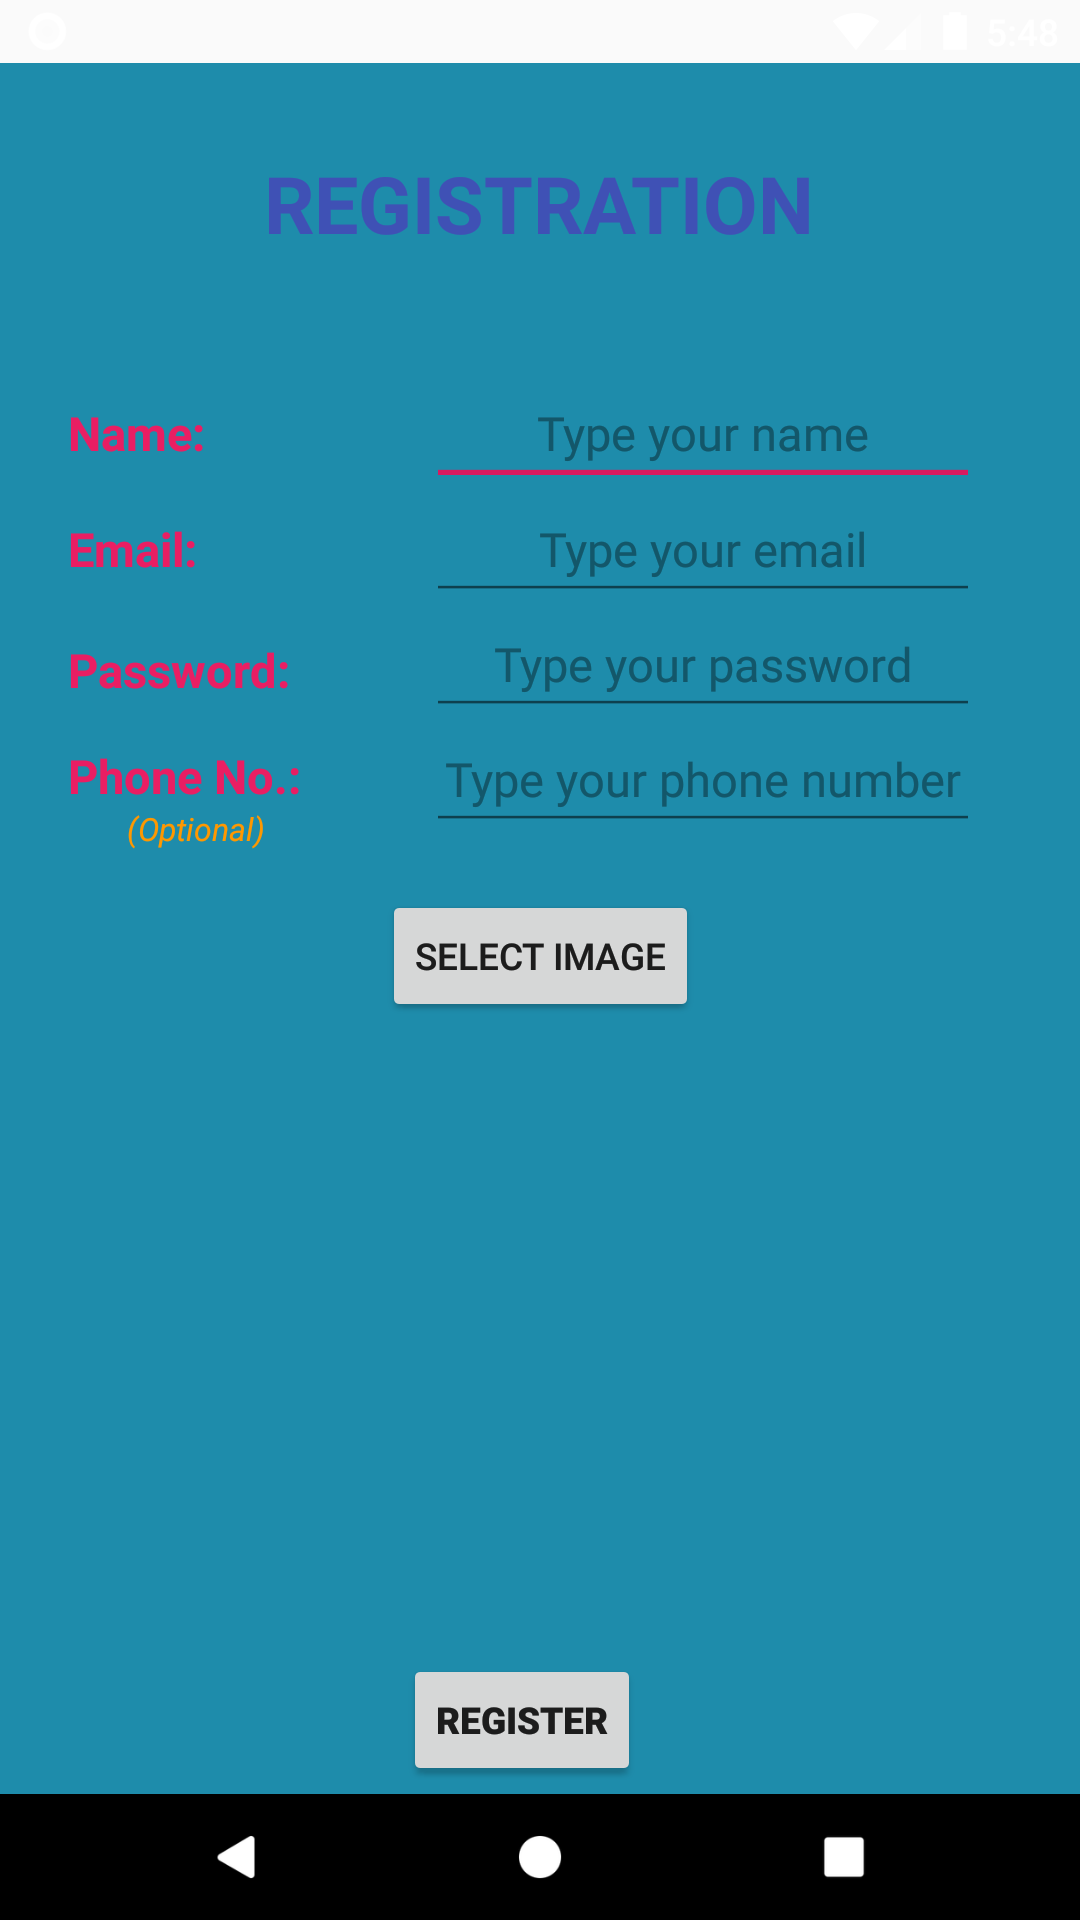 5:48
REGISTRATION
Name:
Type your name
Email:
Type your email
Password:
Type your password
Phone No.:
Type your phone number
(Optional)
SELECT IMAGE
REGISTER